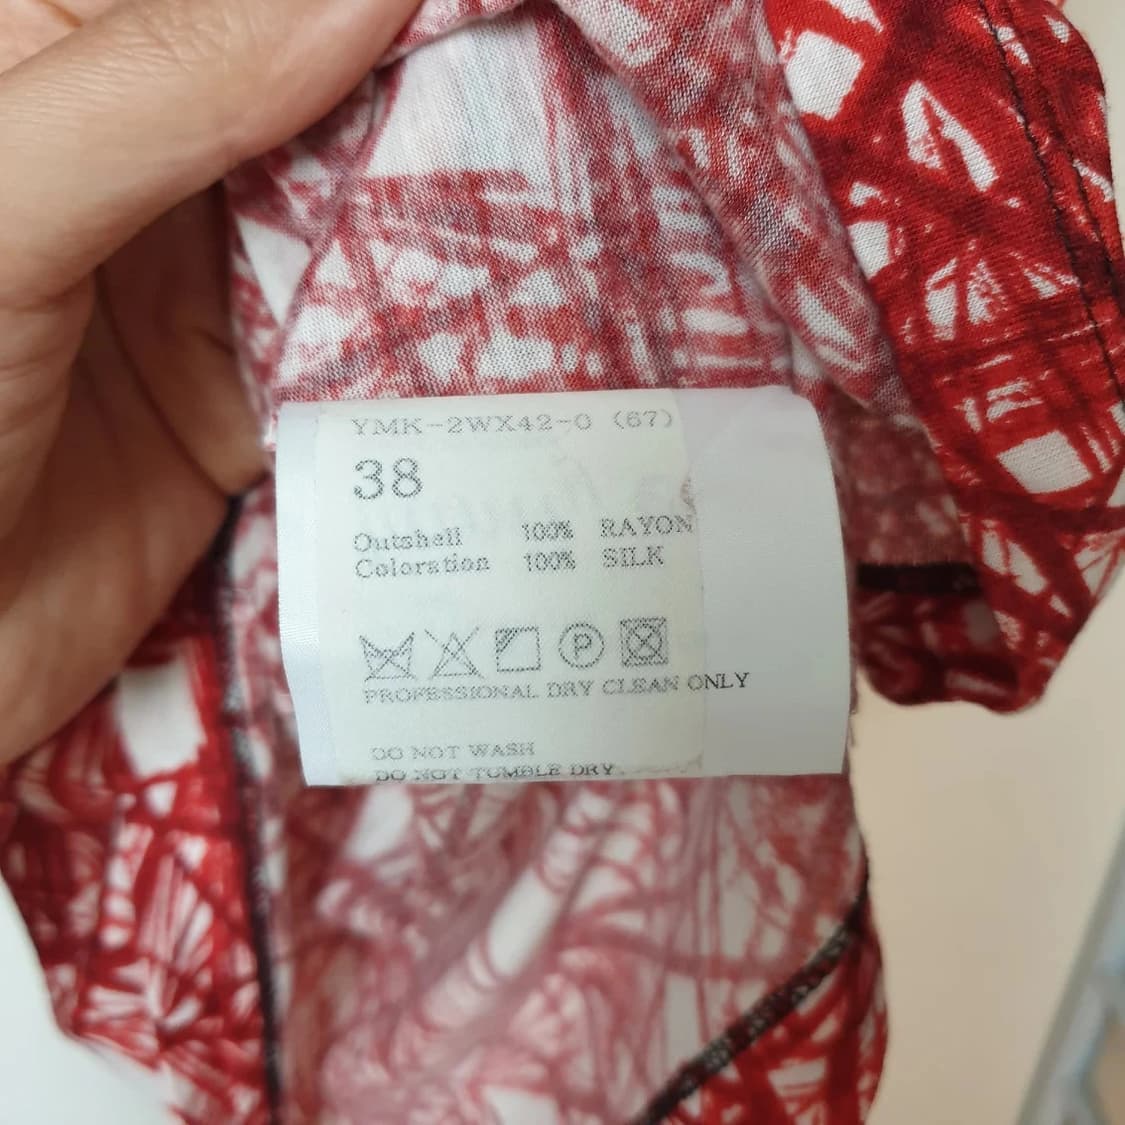 YMK-2WX42-0 (67)
38
Outshell 100% RAYON
Coloration 100% SILK
P
PROFESSIONAL DRY CLEAN ONLY
DO NOT WASH
DO NOT TUMBLE DRY